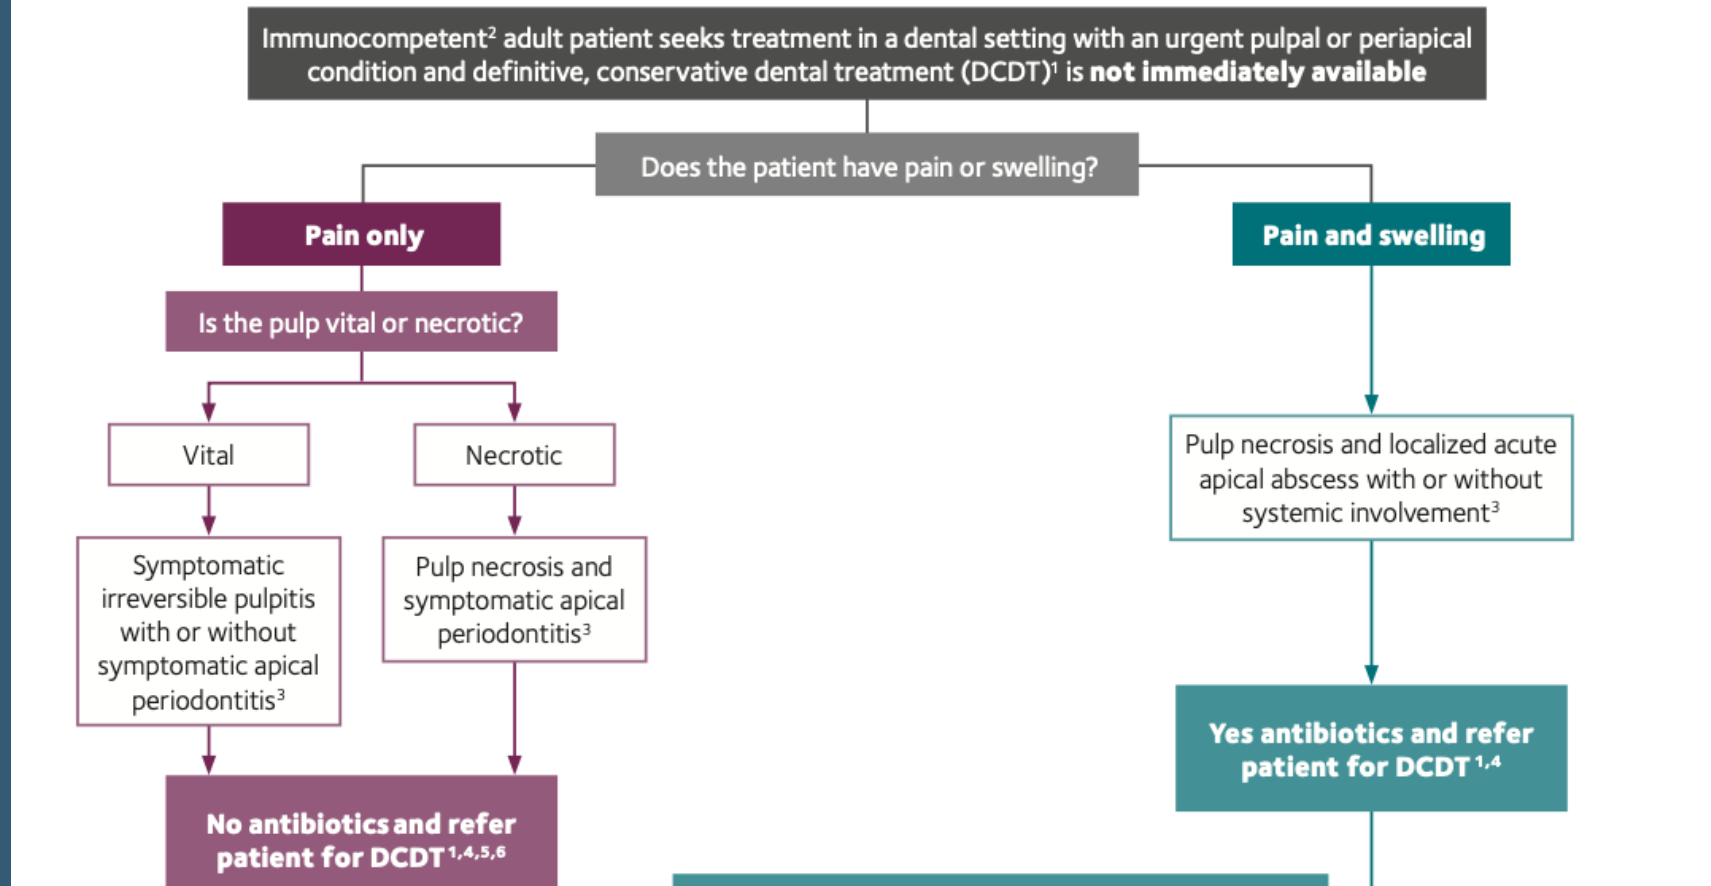 Immunocompetent² adult patient seeks treatment in a dental setting with an urgent pulpal or periapical
condition and definitive, conservative dental treatment (DCDT)¹ is not immediately available
Does the patient have pain or swelling?
Pain only
Pain and swelling
Is the pulp vital or necrotic?
Vital
Necrotic
Symptomatic
irreversible pulpitis
with or without
symptomatic apical
periodontitis³
Pulp necrosis and
symptomatic apical
periodontitis³
Pulp necrosis and localized acute
apical abscess with or without
systemic involvement³
No antibiotics and refer
patient for DCDT¹,⁴,⁵,⁶
Yes antibiotics and refer
patient for DCDT¹,⁴